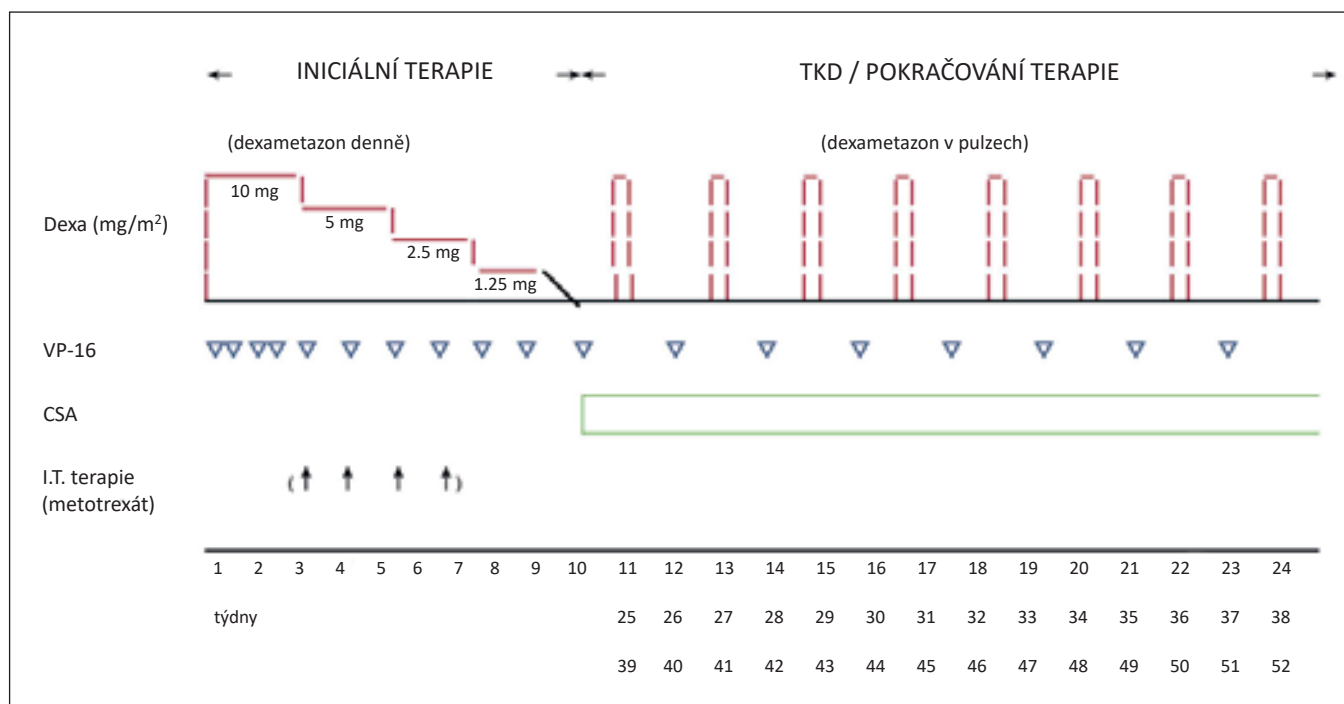 INICIÁLNÍ TERAPIE TKD / POKRAČOVÁNÍ TERAPIE
(dexametazon denně) (dexametazon v pulzech)
Dexa (mg/m²)
10 mg
5 mg
2.5 mg
1.25 mg
VP-16
CSA
I.T. terapie
(metotrexát)
( )
1 2 3 4 5 6 7 8 9 10 11 12 13 14 15 16 17 18 19 20 21 22 23 24
týdny 25 26 27 28 29 30 31 32 33 34 35 36 37 38
39 40 41 42 43 44 45 46 47 48 49 50 51 52